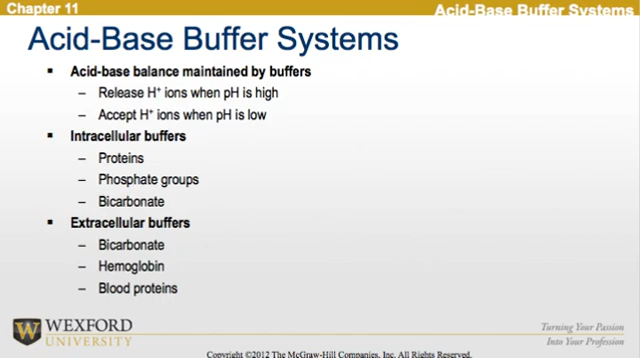 Chapter 11
Acid-Base Buffer Systems
Acid-Base Buffer Systems
▪ Acid-base balance maintained by buffers
– Release H⁺ ions when pH is high
– Accept H⁺ ions when pH is low
▪ Intracellular buffers
– Proteins
– Phosphate groups
– Bicarbonate
▪ Extracellular buffers
– Bicarbonate
– Hemoglobin
– Blood proteins
W
WEXFORD
UNIVERSITY
Turning Your Passion
Into Your Profession
Copyright ©2012 The McGraw-Hill Companies, Inc. All Rights Reserved.